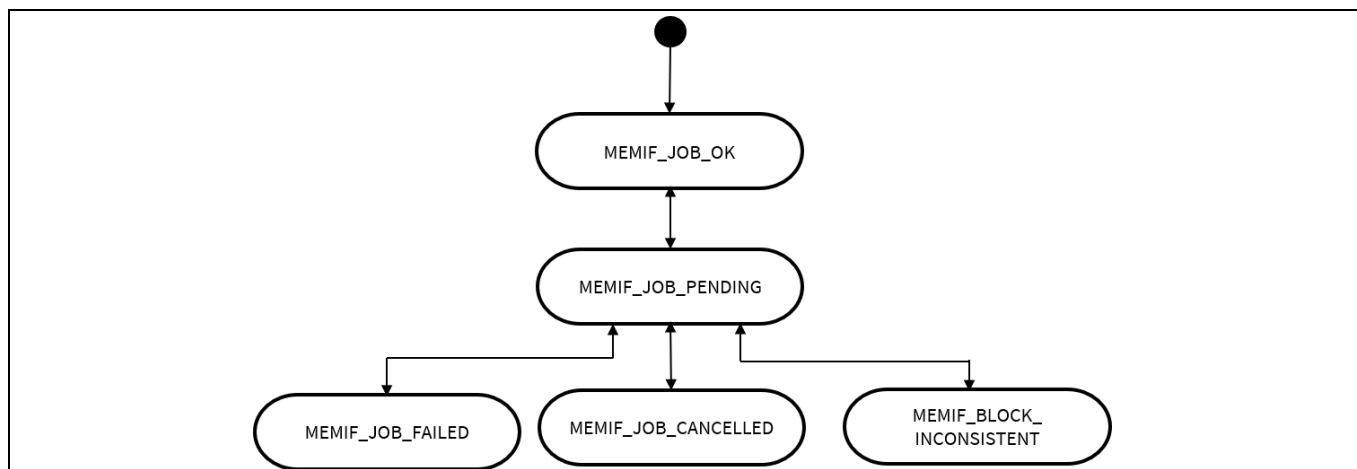 MEMIF_JOB_OK
MEMIF_JOB_PENDING
MEMIF_JOB_FAILED
MEMIF_JOB_CANCELLED
MEMIF_BLOCK_
INCONSISTENT